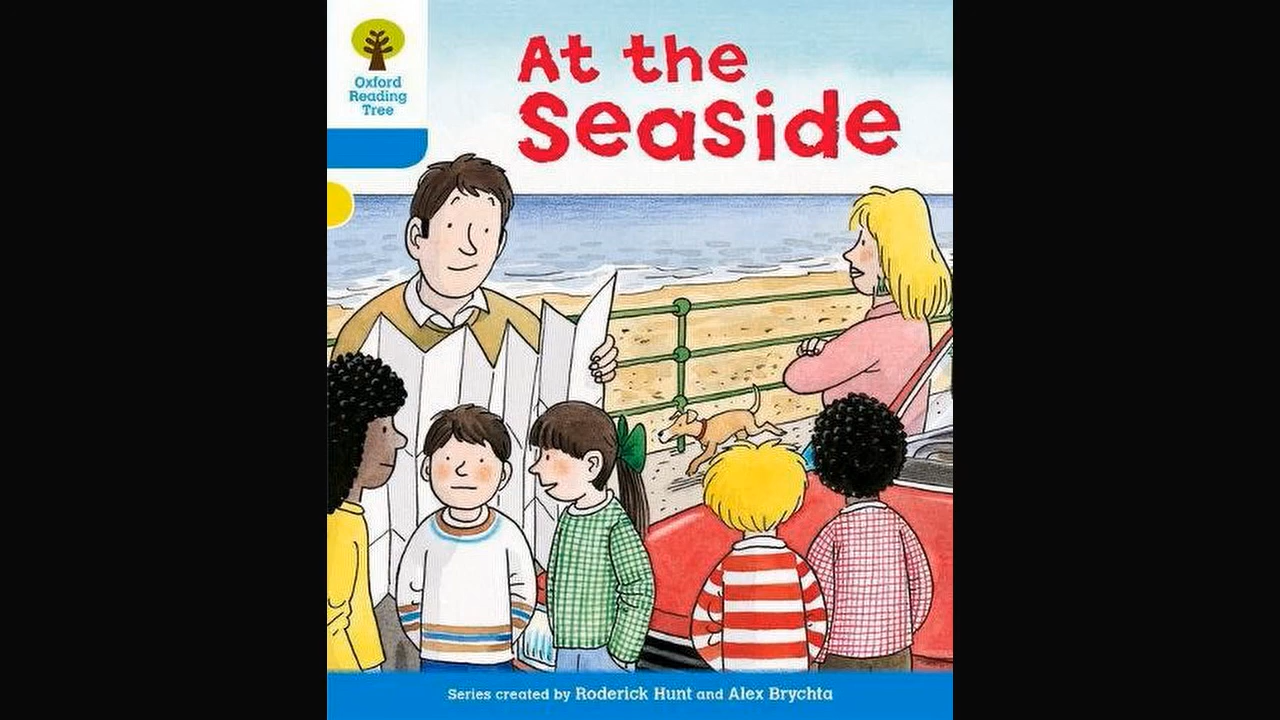 Oxford
Reading
Tree
At the
Seaside
Series created by Roderick Hunt and Alex Brychta